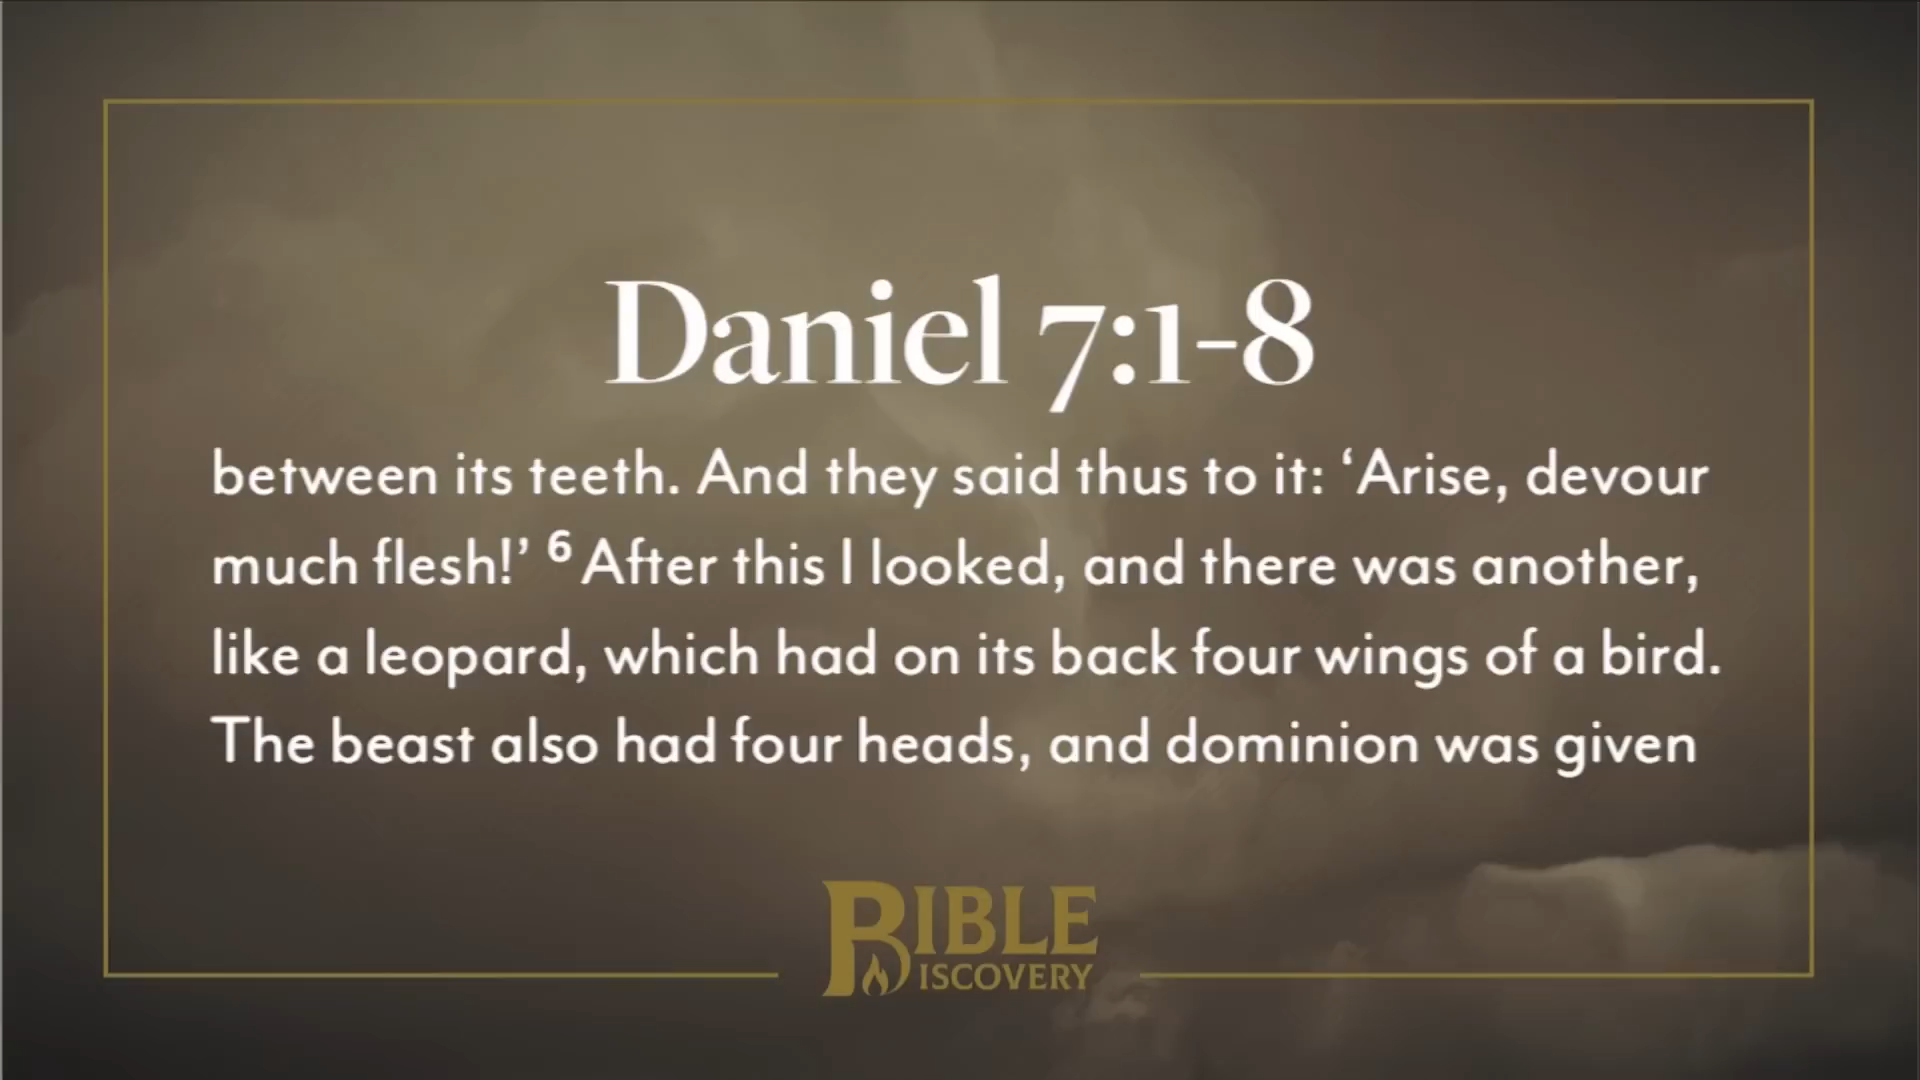 Daniel 7:1-8
between its teeth. And they said thus to it: ‘Arise, devour
much flesh!’ ⁶ After this I looked, and there was another,
like a leopard, which had on its back four wings of a bird.
The beast also had four heads, and dominion was given
BIBLE
DISCOVERY